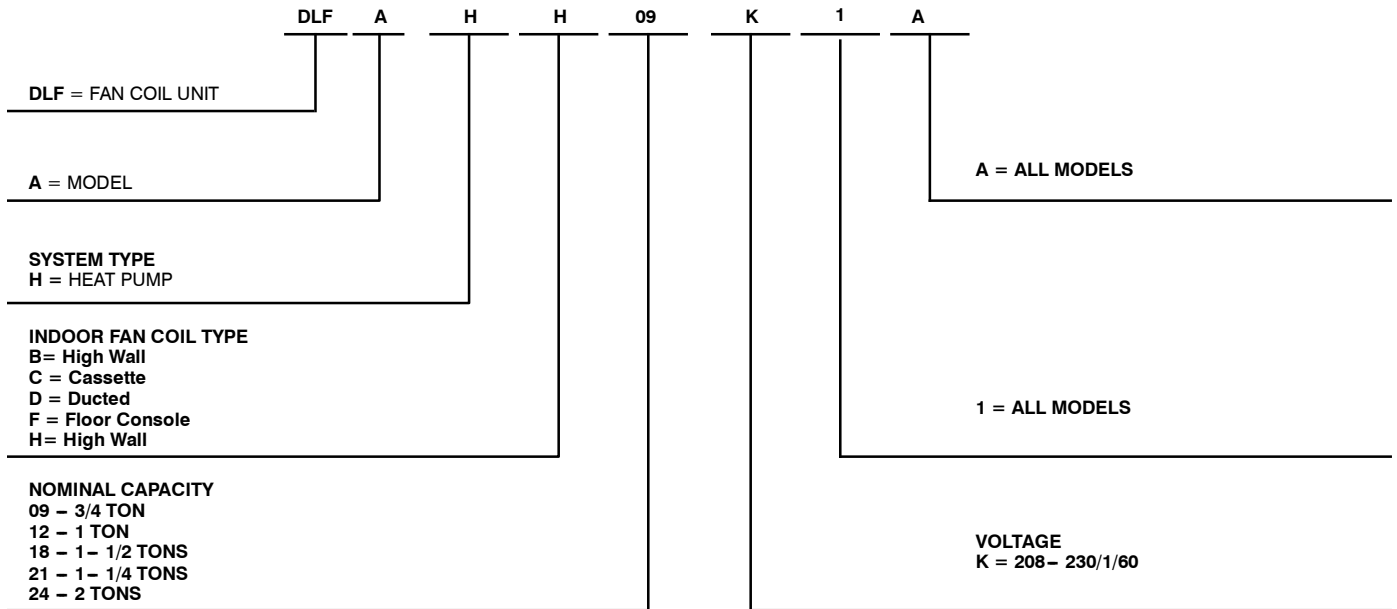 DLF A H H 09 K 1 A
DLF = FAN COIL UNIT
A = MODEL
SYSTEM TYPE
H = HEAT PUMP
INDOOR FAN COIL TYPE
B= High Wall
C = Cassette
D = Ducted
F = Floor Console
H= High Wall
NOMINAL CAPACITY
09 – 3/4 TON
12 – 1 TON
18 – 1– 1/2 TONS
21 – 1– 1/4 TONS
24 – 2 TONS
A = ALL MODELS
1 = ALL MODELS
VOLTAGE
K = 208– 230/1/60